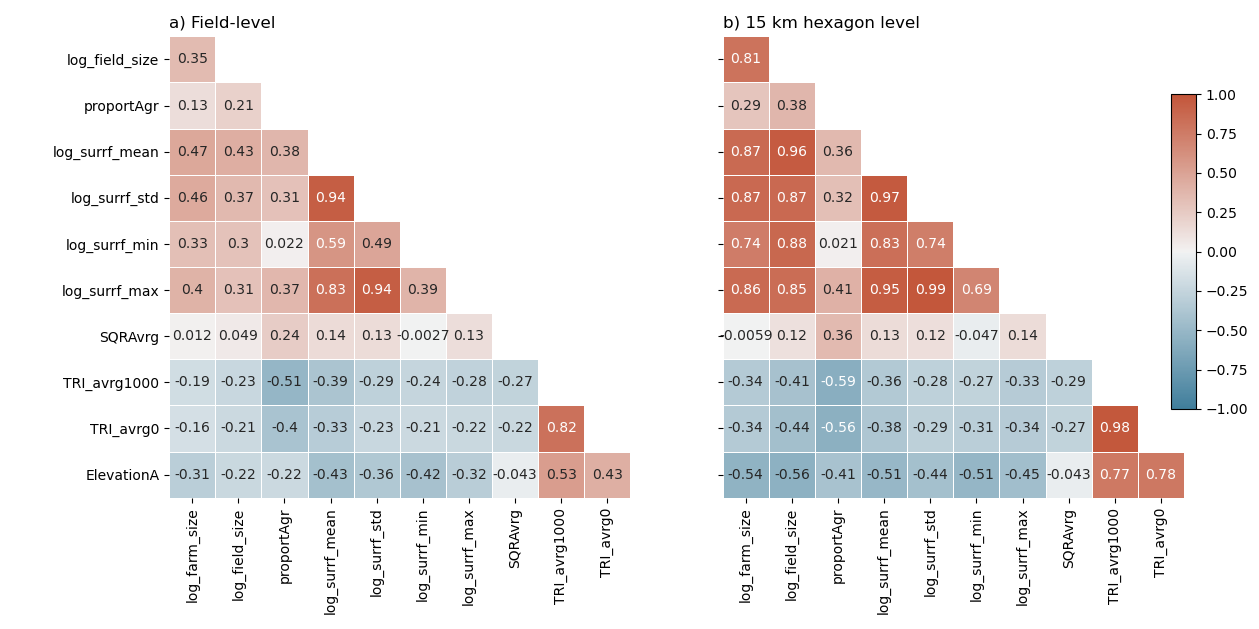 a) Field-level
b) 15 km hexagon level
log_field_size 0.35 0.81
proportAgr 0.13 0.21 0.29 0.38
log_surrf_mean 0.47 0.43 0.38 0.87 0.96 0.36
log_surrf_std 0.46 0.37 0.31 0.94 0.87 0.87 0.32 0.97
log_surrf_min 0.33 0.3 0.022 0.59 0.49 0.74 0.88 0.021 0.83 0.74
log_surrf_max 0.4 0.31 0.37 0.83 0.94 0.39 0.86 0.85 0.41 0.95 0.99 0.69
SQRAvrg 0.012 0.049 0.24 0.14 0.13 -0.0027 0.13 -0.0059 0.12 0.36 0.13 0.12 -0.047 0.14
TRI_avrg1000 -0.19 -0.23 -0.51 -0.39 -0.29 -0.24 -0.28 -0.27 -0.34 -0.41 -0.59 -0.36 -0.28 -0.27 -0.33 -0.29
TRI_avrg0 -0.16 -0.21 -0.4 -0.33 -0.23 -0.21 -0.22 -0.22 0.82 -0.34 -0.44 -0.56 -0.38 -0.29 -0.31 -0.34 -0.27 0.98
ElevationA -0.31 -0.22 -0.22 -0.43 -0.36 -0.42 -0.32 -0.043 0.53 0.43 -0.54 -0.56 -0.41 -0.51 -0.44 -0.51 -0.45 -0.043 0.77 0.78
log_farm_size
log_field_size
proportAgr
log_surrf_mean
log_surrf_std
log_surrf_min
log_surrf_max
SQRAvrg
TRI_avrg1000
TRI_avrg0
log_farm_size
log_field_size
proportAgr
log_surrf_mean
log_surrf_std
log_surrf_min
log_surrf_max
SQRAvrg
TRI_avrg1000
TRI_avrg0
1.00
0.75
0.50
0.25
0.00
−0.25
−0.50
−0.75
−1.00